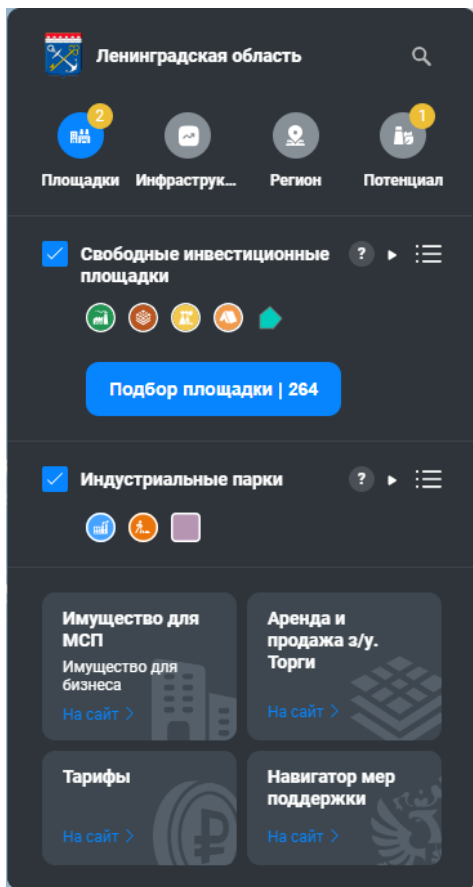 Ленинградская область
2
1
Площадки Инфраструк... Регион Потенциал
Свободные инвестиционные
площадки
?
Подбор площадки | 264
Индустриальные парки
?
Имущество для
МСП
Имущество для
бизнеса
На сайт >
Аренда и
продажа з/у.
Торги
На сайт >
Тарифы
На сайт >
Навигатор мер
поддержки
На сайт >